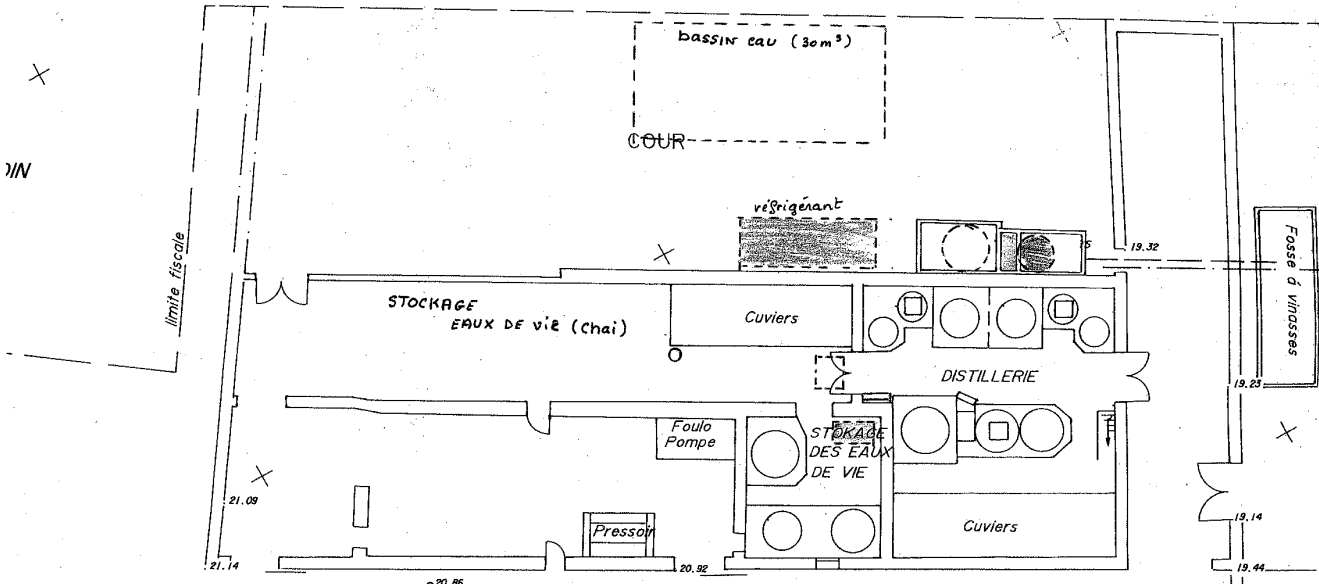 bassin eau (30m³)
COUR
réfrigérant
19.32
limite fiscale
Fosse à vinasses
STOCKAGE
EAUX DE vie (Chai)
Cuviers
DISTILLERIE
19.23
Foulo
Pompe
STOKAGE
DES EAUX
DE VIE
21.09
Pressoir
Cuviers
19.14
21.14
20.92
19.44
20.86